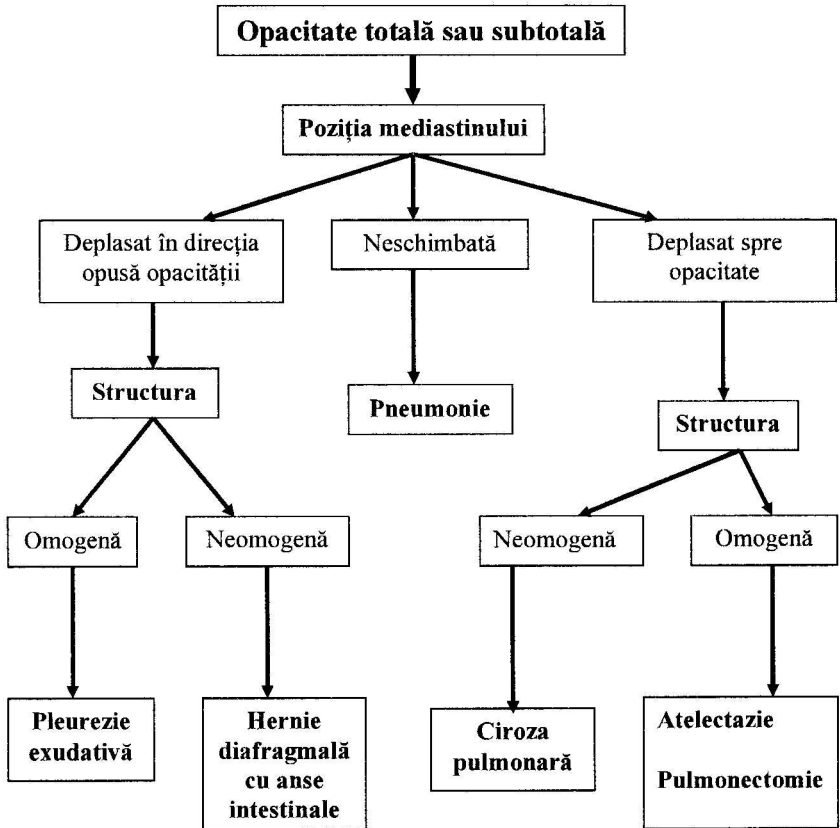 Opacitate totală sau subtotală
Poziția mediastinului
Deplasat în direcția
opusă opacității
Neschimbată
Deplasat spre
opacitate
Structura
Pneumonie
Structura
Omogenă
Neomogenă
Neomogenă
Omogenă
Pleurezie
exudativă
Hernie
diafragmală
cu anse
intestinale
Ciroza
pulmonară
Atelectazie
Pulmonectomie